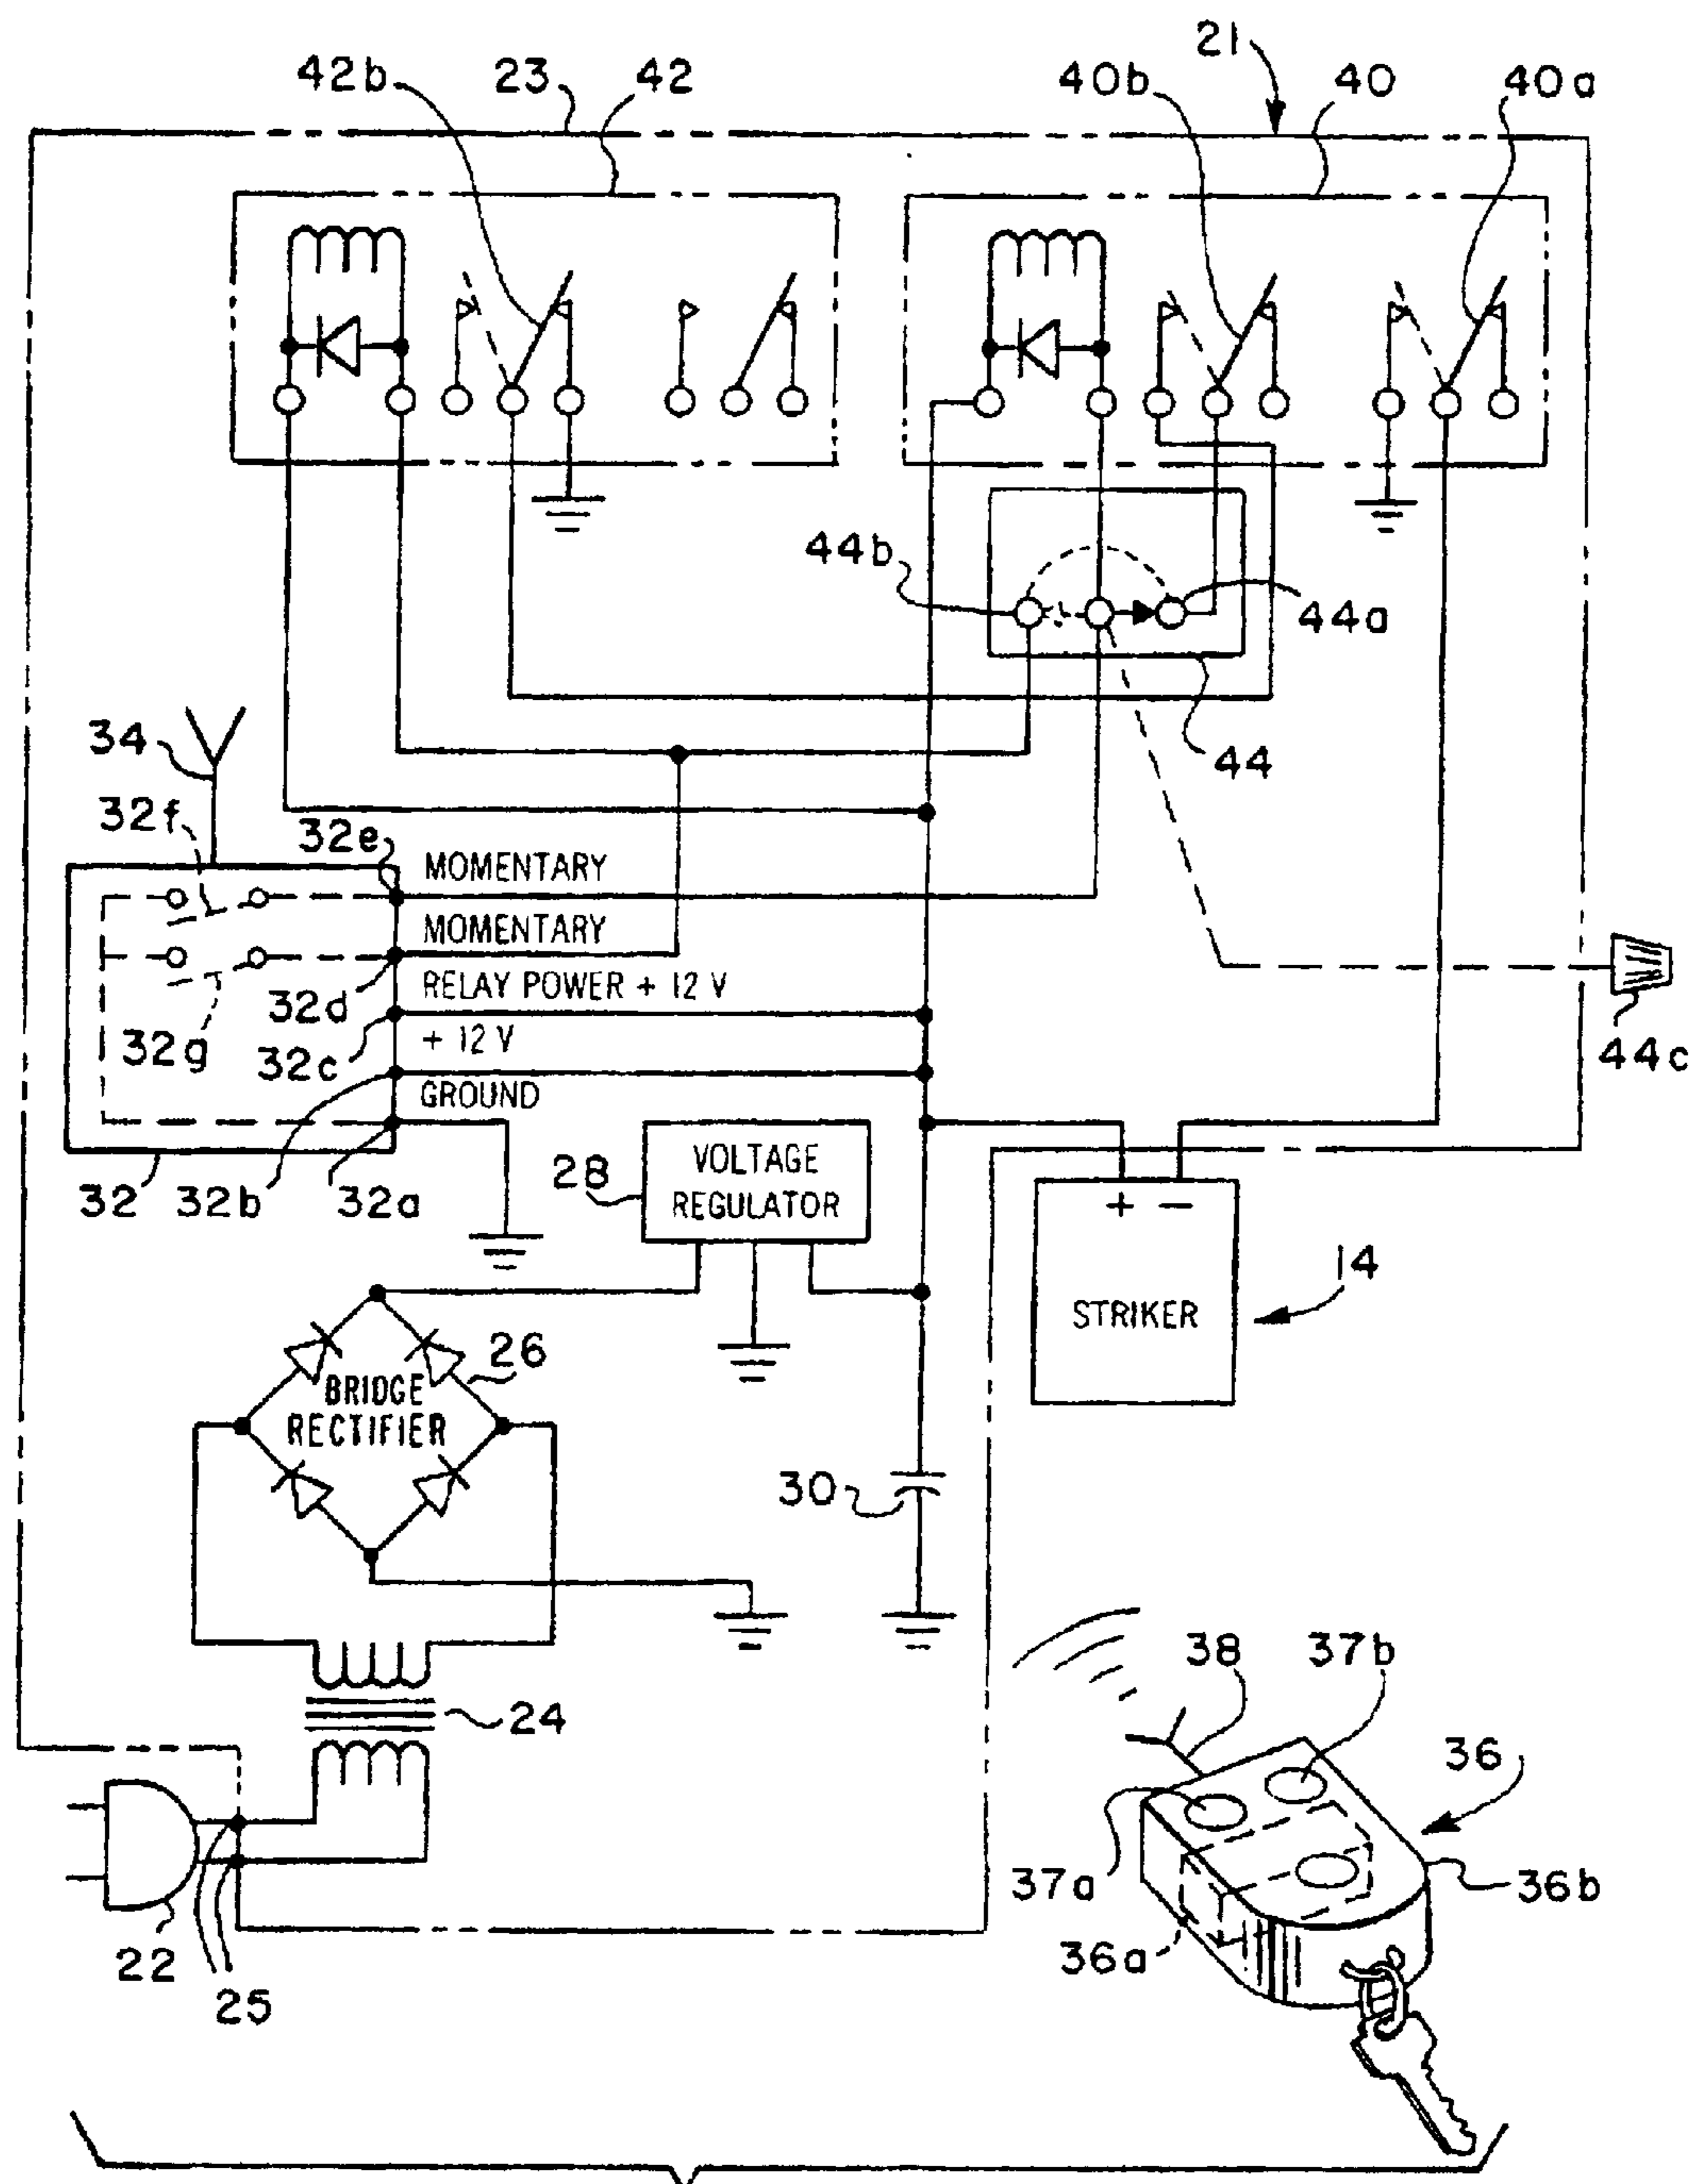 21
42b
23
42
40b
40
40a
44b
44a
44
34
32f
32e
MOMENTARY
MOMENTARY
32d
RELAY POWER + 12 V
32g
32c
+ 12 V
44c
GROUND
32
32b
32a
28
VOLTAGE
REGULATOR
+ −
14
STRIKER
26
BRIDGE
RECTIFIER
30
24
38
37b
36
37a
36b
36a
22
25